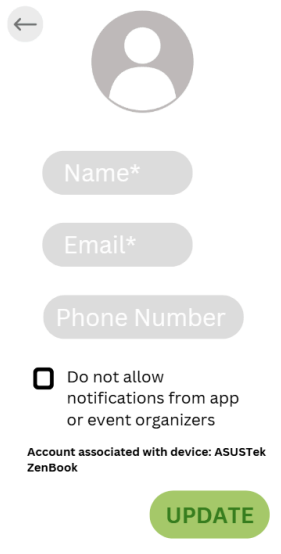 Name*
Email*
Phone Number
Do not allow
notifications from app
or event organizers
Account associated with device: ASUSTek
ZenBook
UPDATE